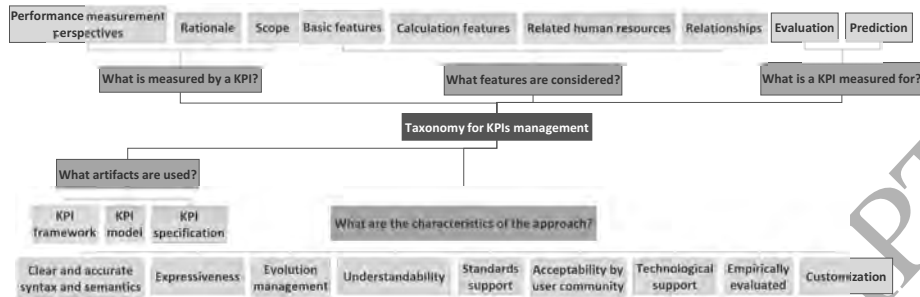 Performance measurement
perspectives
Rationale
Scope
Basic features
Calculation features
Related human resources
Relationships
Evaluation
Prediction
What is measured by a KPI?
What features are considered?
What is a KPI measured for?
Taxonomy for KPIs management
What artifacts are used?
KPI
framework
KPI
model
KPI
specification
What are the characteristics of the approach?
Clear and accurate
syntax and semantics
Expressiveness
Evolution
management
Understandability
Standards
support
Acceptability by
user community
Technological
support
Empirically
evaluated
Customization
PT